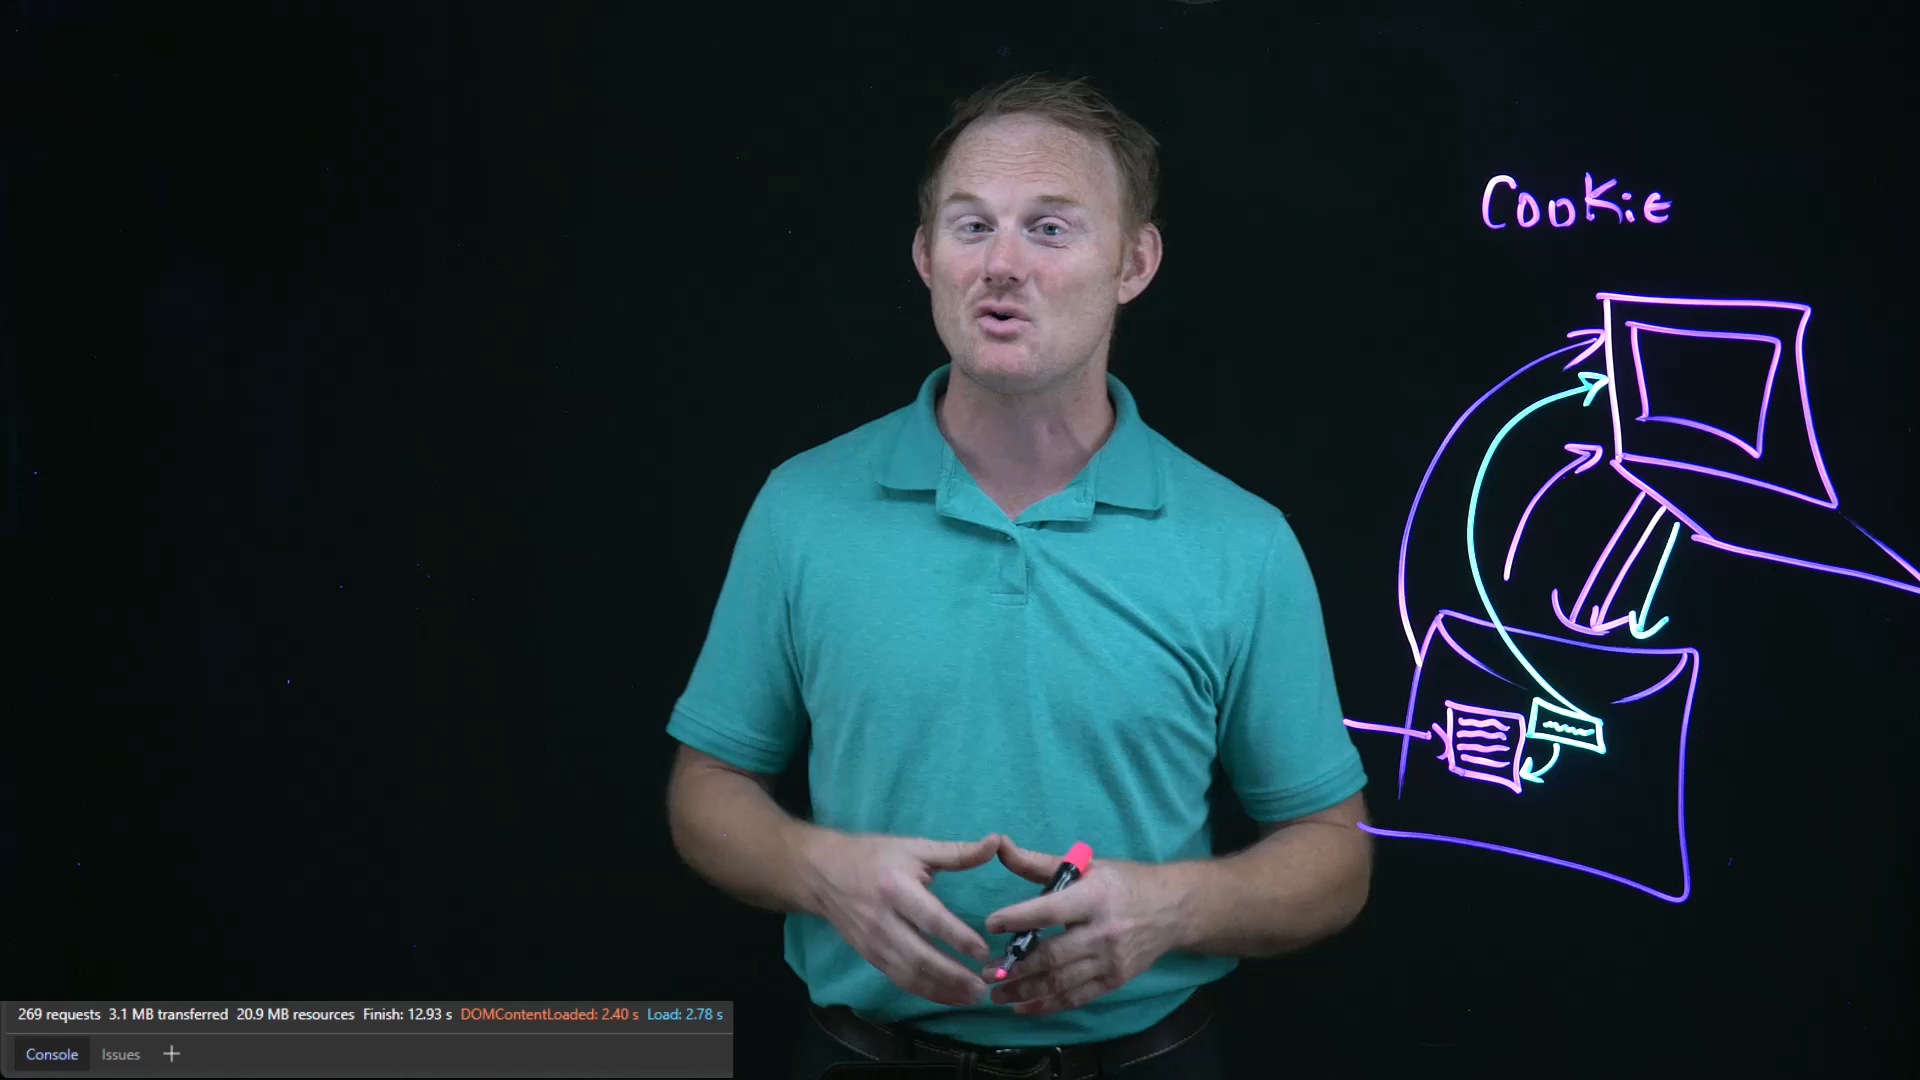 Cookie
269 requests 3.1 MB transferred 20.9 MB resources Finish: 12.93 s DOMContentLoaded: 2.40 s Load: 2.78 s
Console Issues +